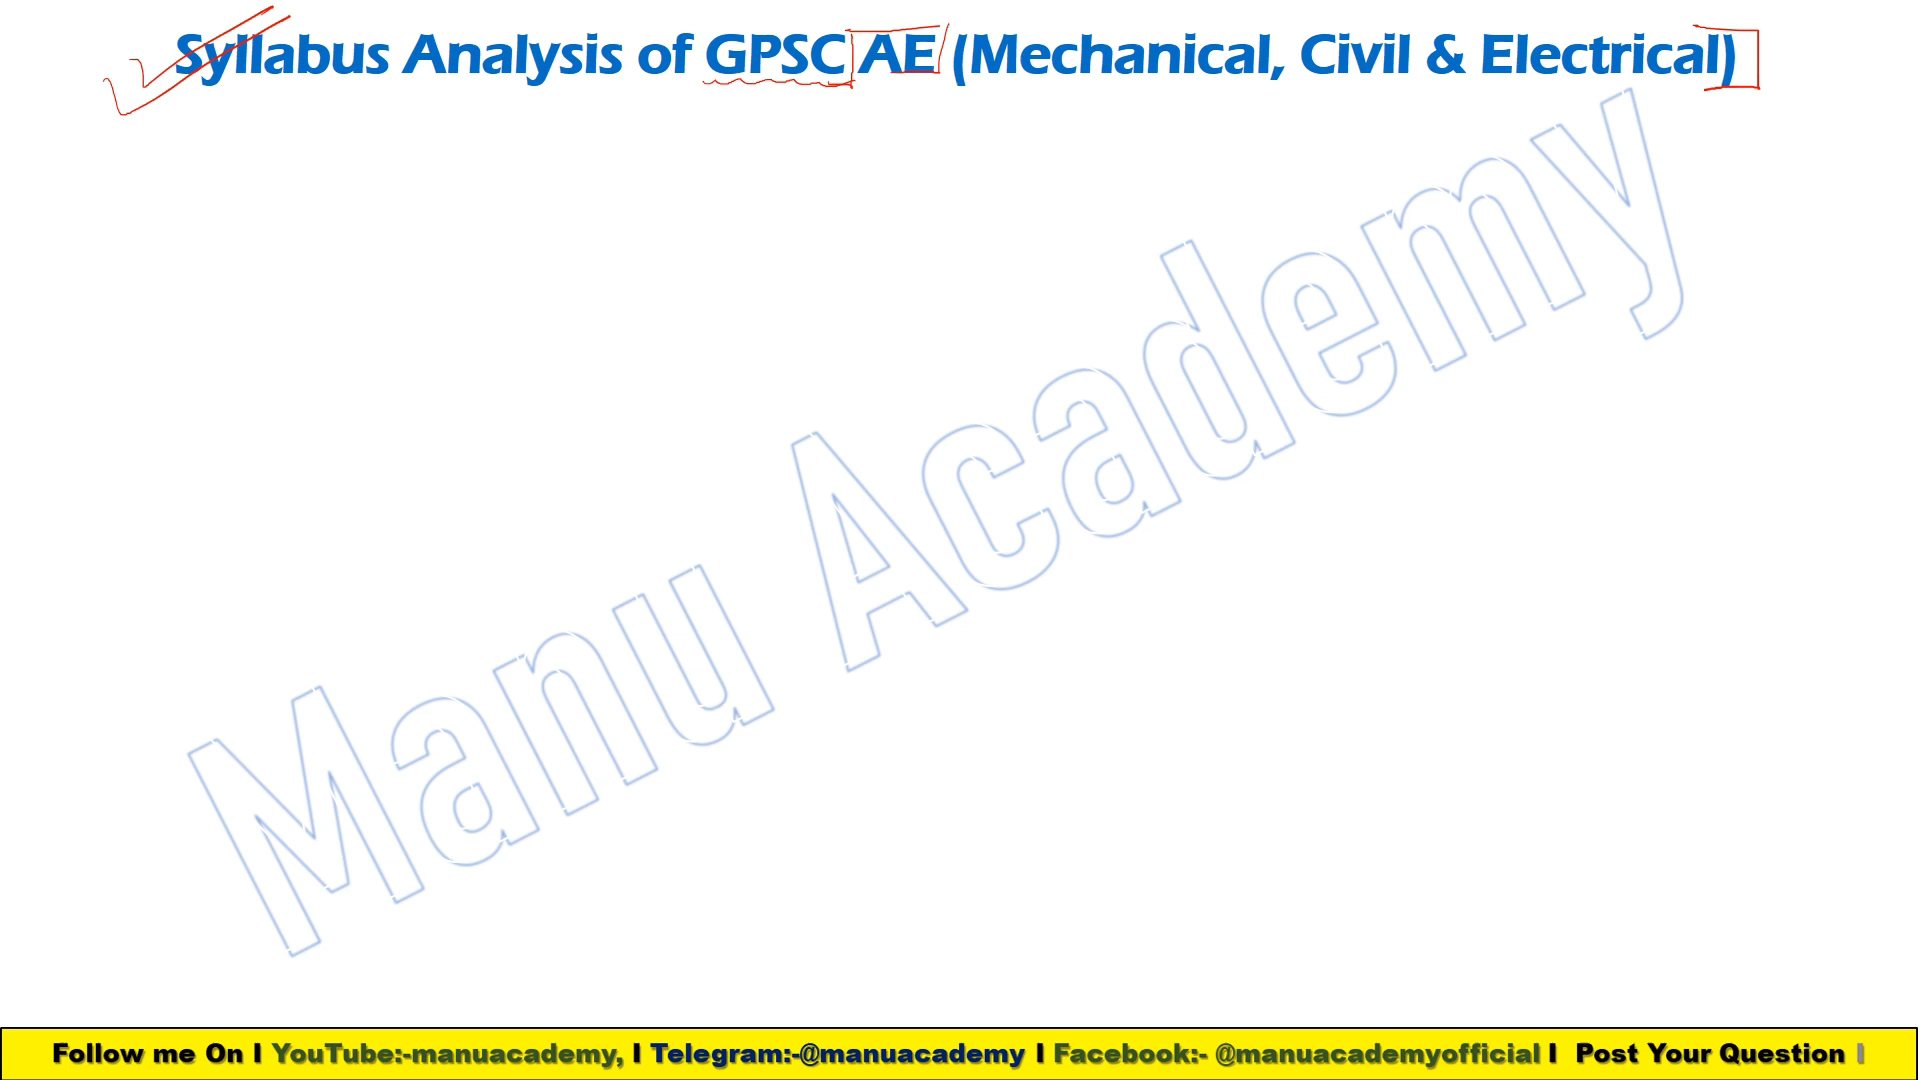 Syllabus Analysis of GPSC AE (Mechanical, Civil & Electrical)
Manu Academy
Follow me On I YouTube:-manuacademy, I Telegram:-@manuacademy I Facebook:- @manuacademyofficial I Post Your Question I